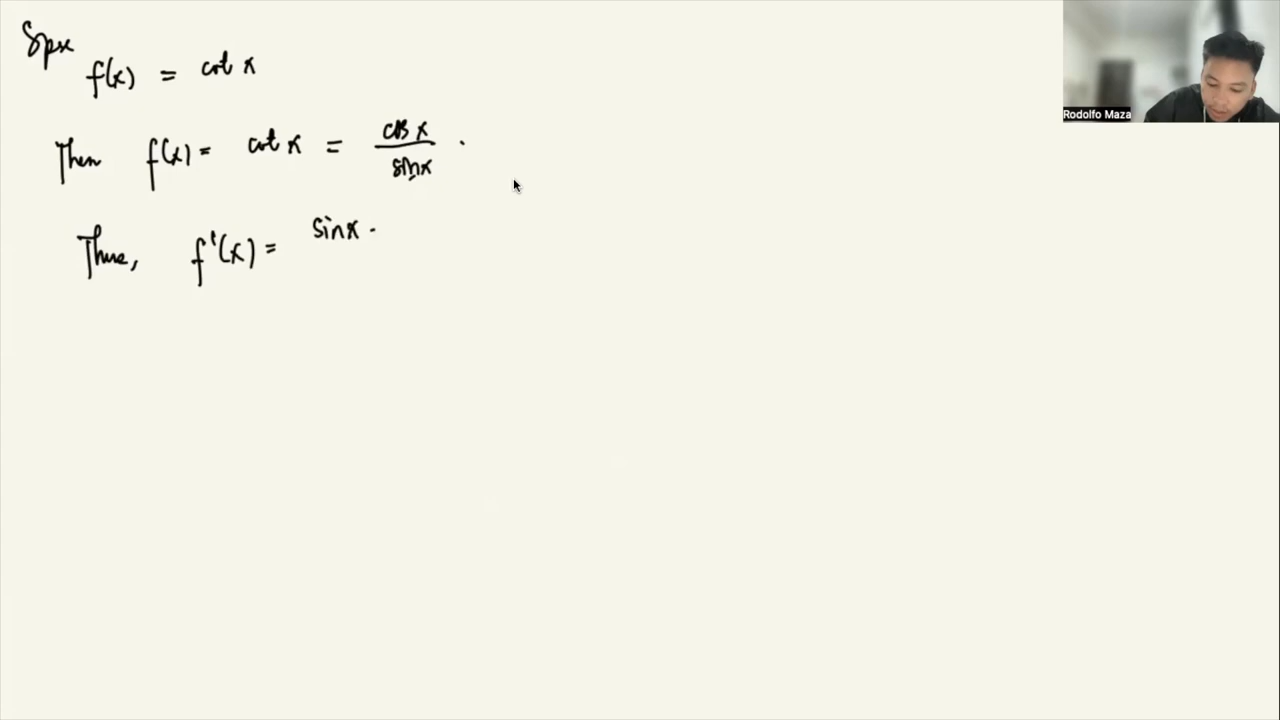 Spse
f(x) = cot x
Then f(x) = cot x = cos x / sin x .
Thus, f'(x) = sin x ·
Rodolfo Maza